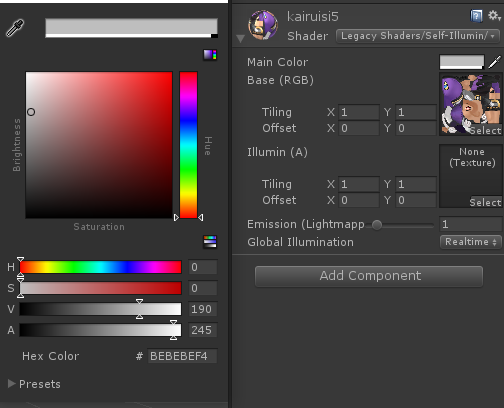 Brightness
Hue
Saturation
H 0
S 0
V 190
A 245
Hex Color # BEBEBEF4
Presets
kairuisi5
Shader Legacy Shaders/Self-Illumin/
Main Color
Base (RGB)
Tiling X 1 Y 1
Offset X 0 Y 0
Select
Illumin (A)
None
(Texture)
Tiling X 1 Y 1
Offset X 0 Y 0
Select
Emission (Lightmapp 1
Global Illumination Realtime
Add Component